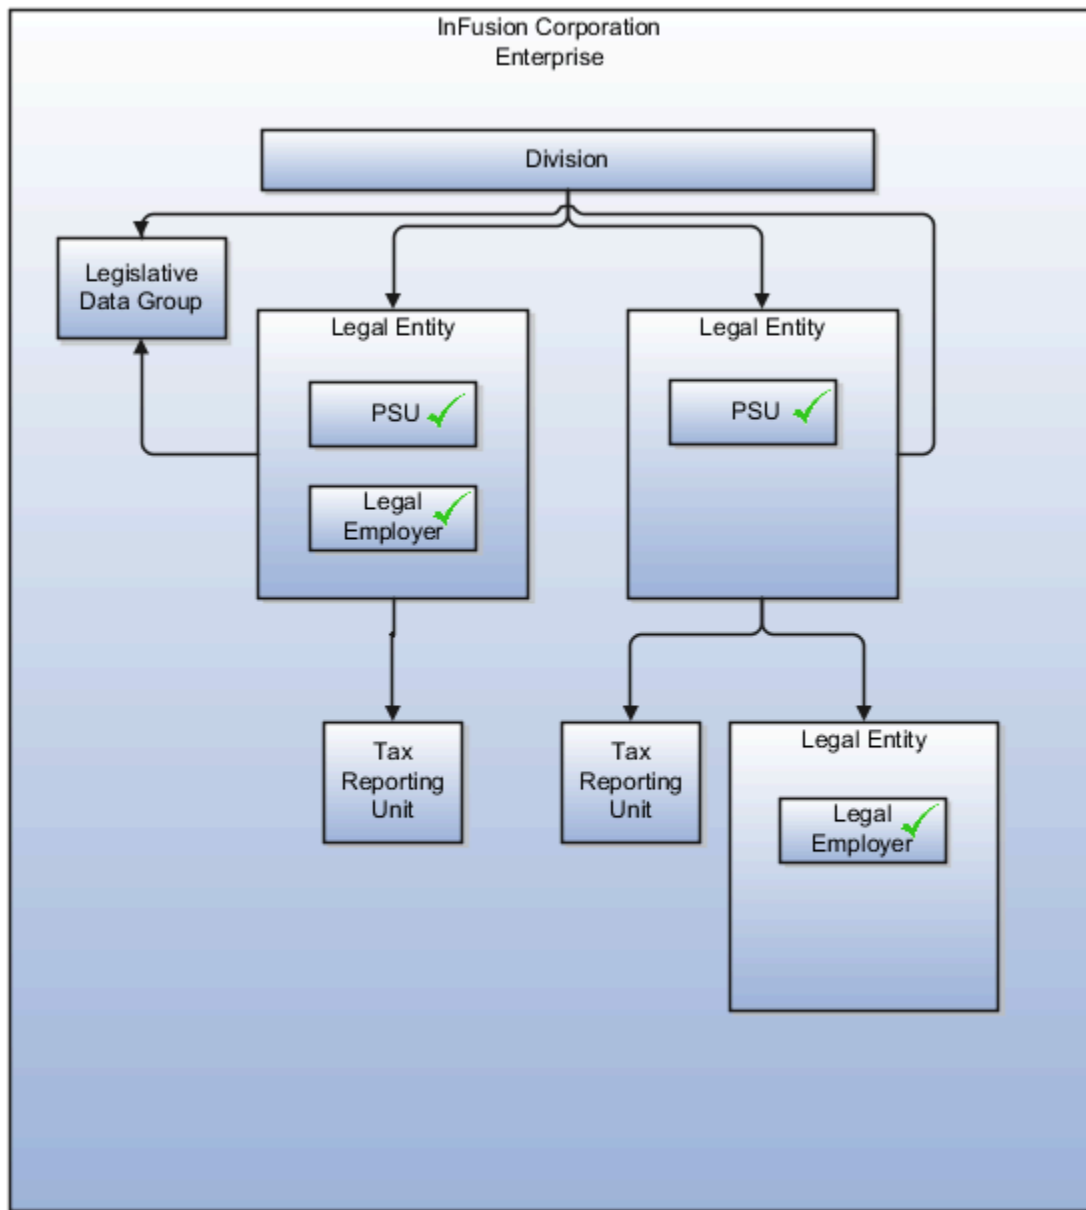 InFusion Corporation
Enterprise
Division
Legislative
Data Group
Legal Entity
PSU
Legal
Employer
Legal Entity
PSU
Tax
Reporting
Unit
Tax
Reporting
Unit
Legal Entity
Legal
Employer